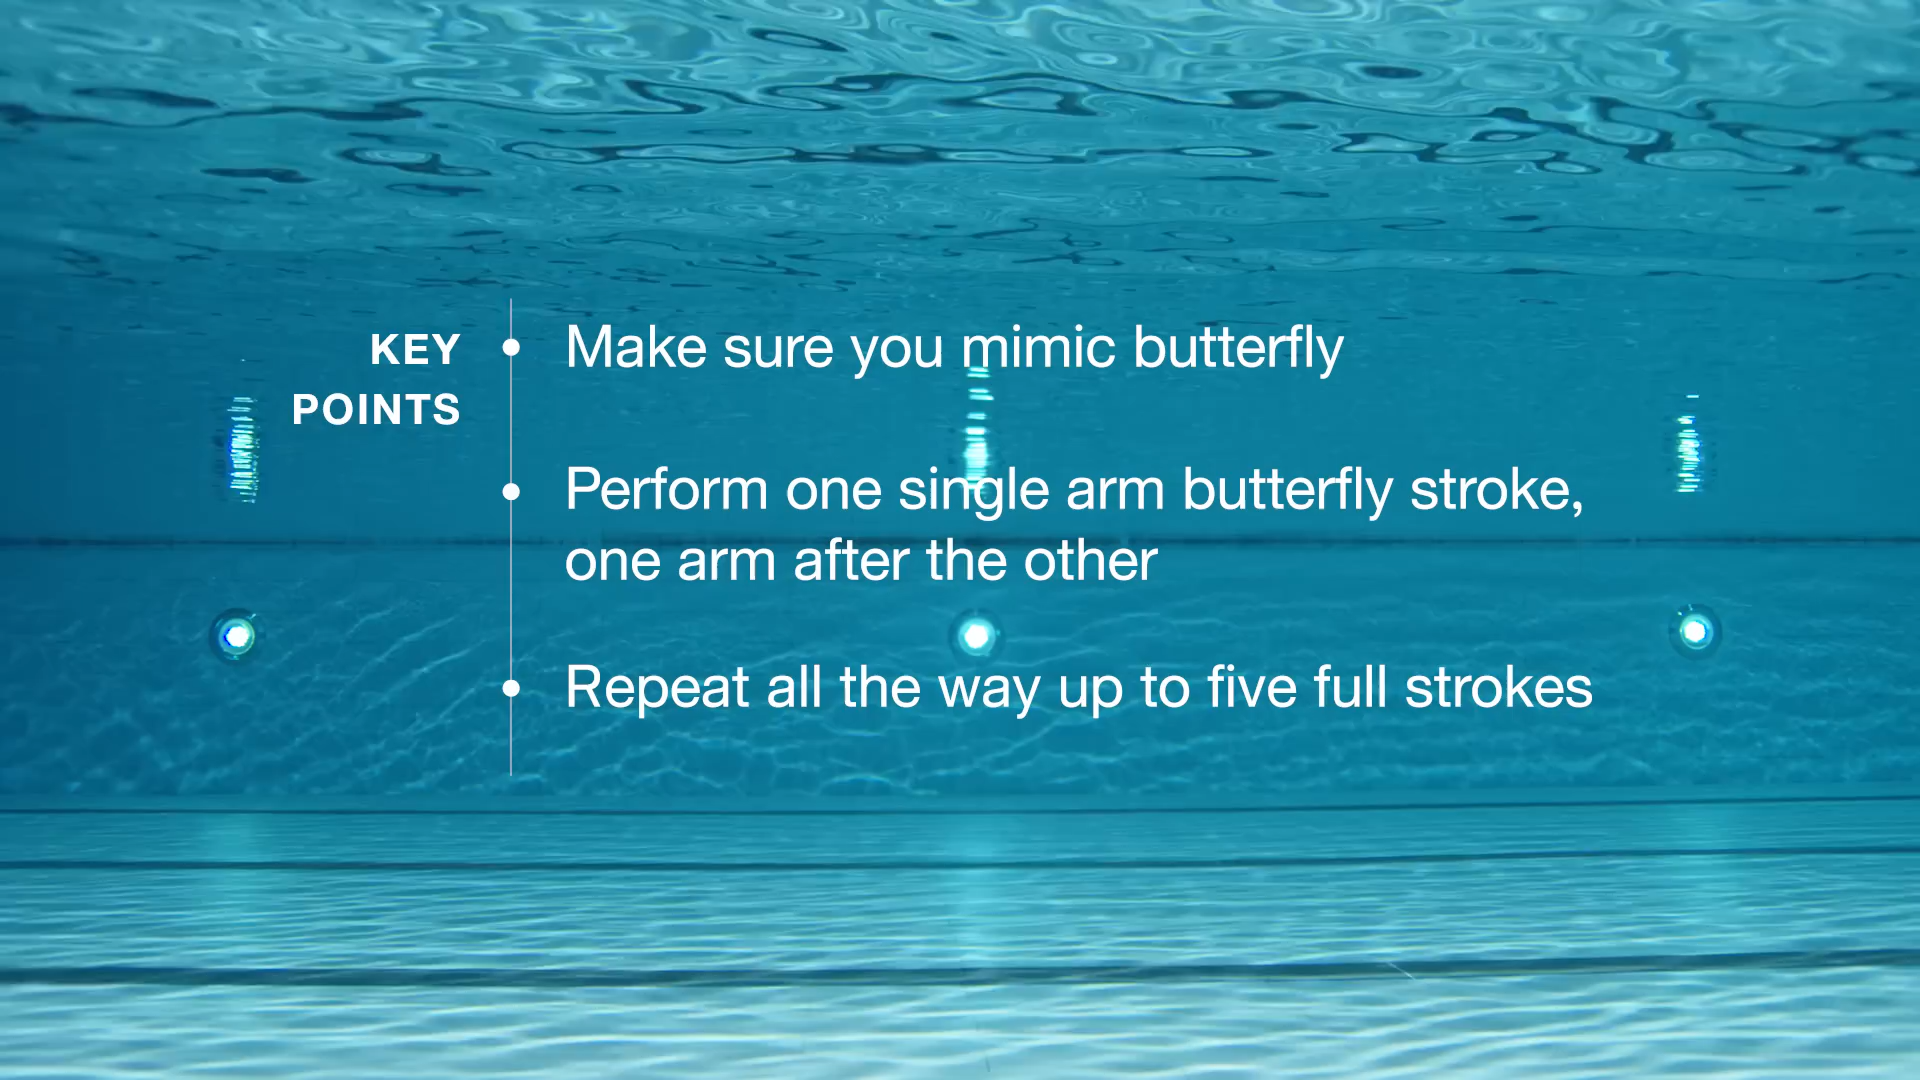 KEY
POINTS
Make sure you mimic butterfly
Perform one single arm butterfly stroke,
one arm after the other
Repeat all the way up to five full strokes